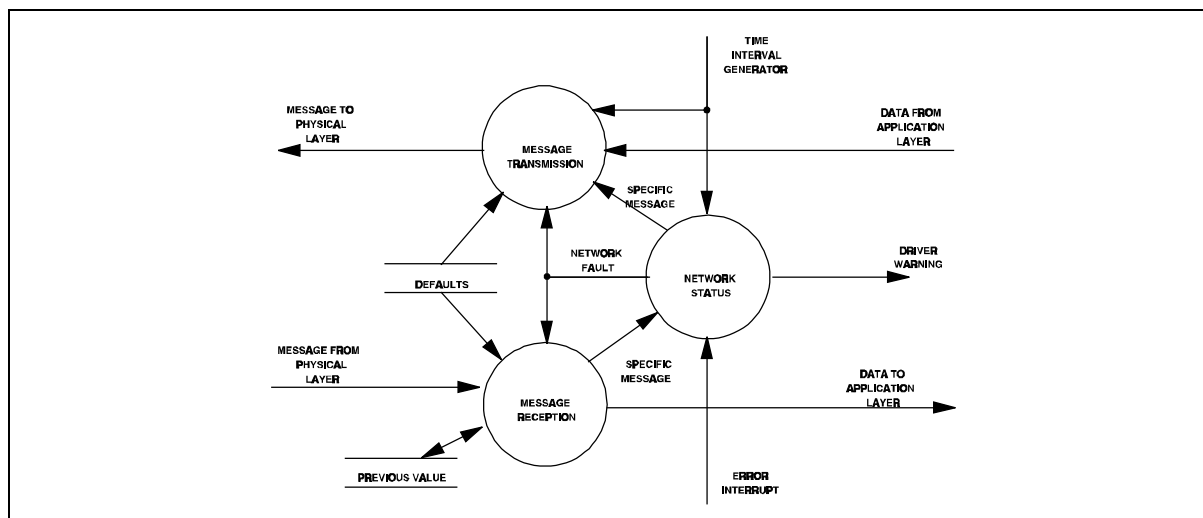 TIME
INTERVAL
GENERATOR
MESSAGE TO
PHYSICAL
LAYER
DATA FROM
APPLICATION
LAYER
MESSAGE
TRANSMISSION
SPECIFIC
MESSAGE
NETWORK
FAULT
NETWORK
STATUS
DRIVER
WARNING
DEFAULTS
MESSAGE FROM
PHYSICAL
LAYER
SPECIFIC
MESSAGE
DATA TO
APPLICATION
LAYER
MESSAGE
RECEPTION
PREVIOUS VALUE
ERROR
INTERRUPT